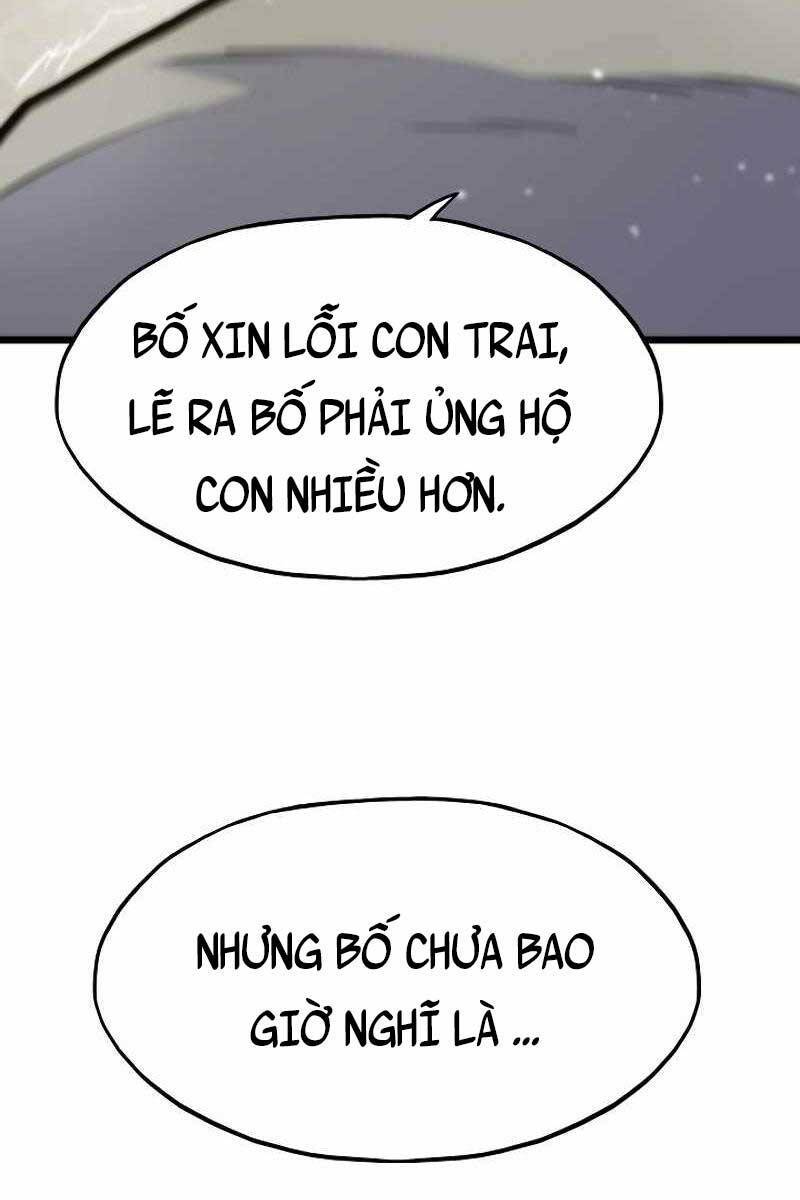 BỐ XIN LỖI CON TRAI,
LẼ RA BỐ PHẢI ỦNG HỘ
CON NHIỀU HƠN.
NHƯNG BỐ CHƯA BAO
GIỜ NGHĨ LÀ ...